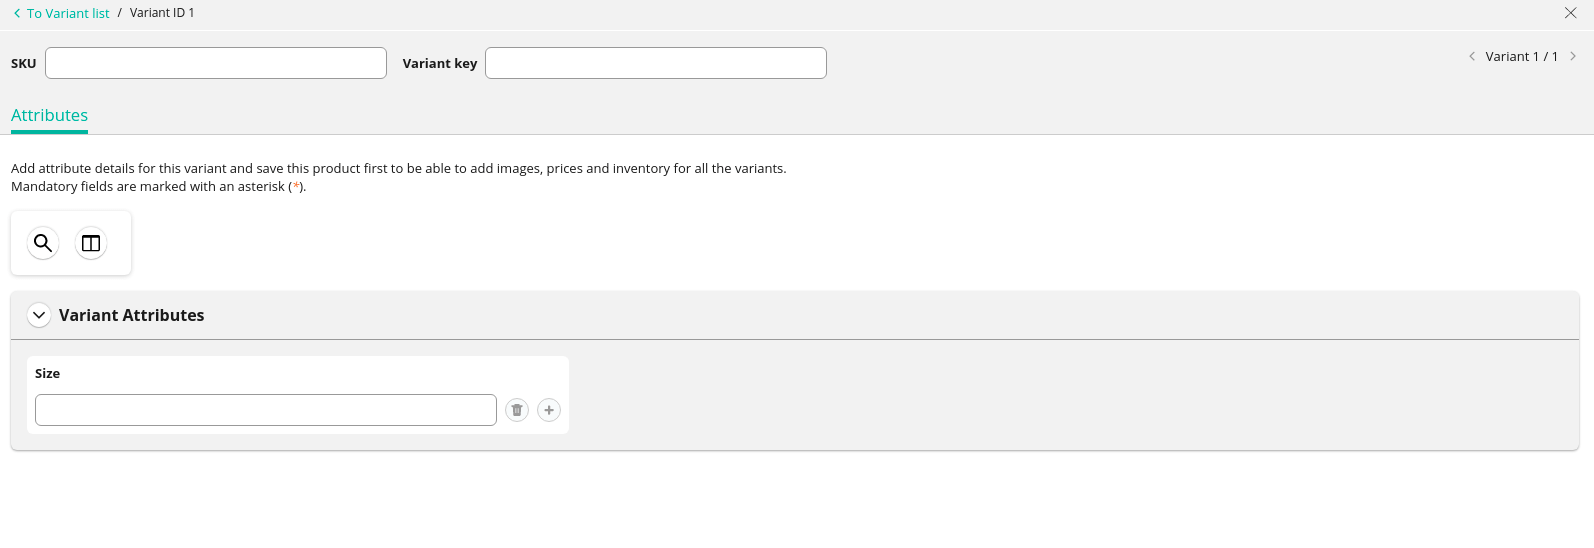 To Variant list / Variant ID 1
SKU
Variant key
Variant 1 / 1
Attributes
Add attribute details for this variant and save this product first to be able to add images, prices and inventory for all the variants.
Mandatory fields are marked with an asterisk (*).
Variant Attributes
Size